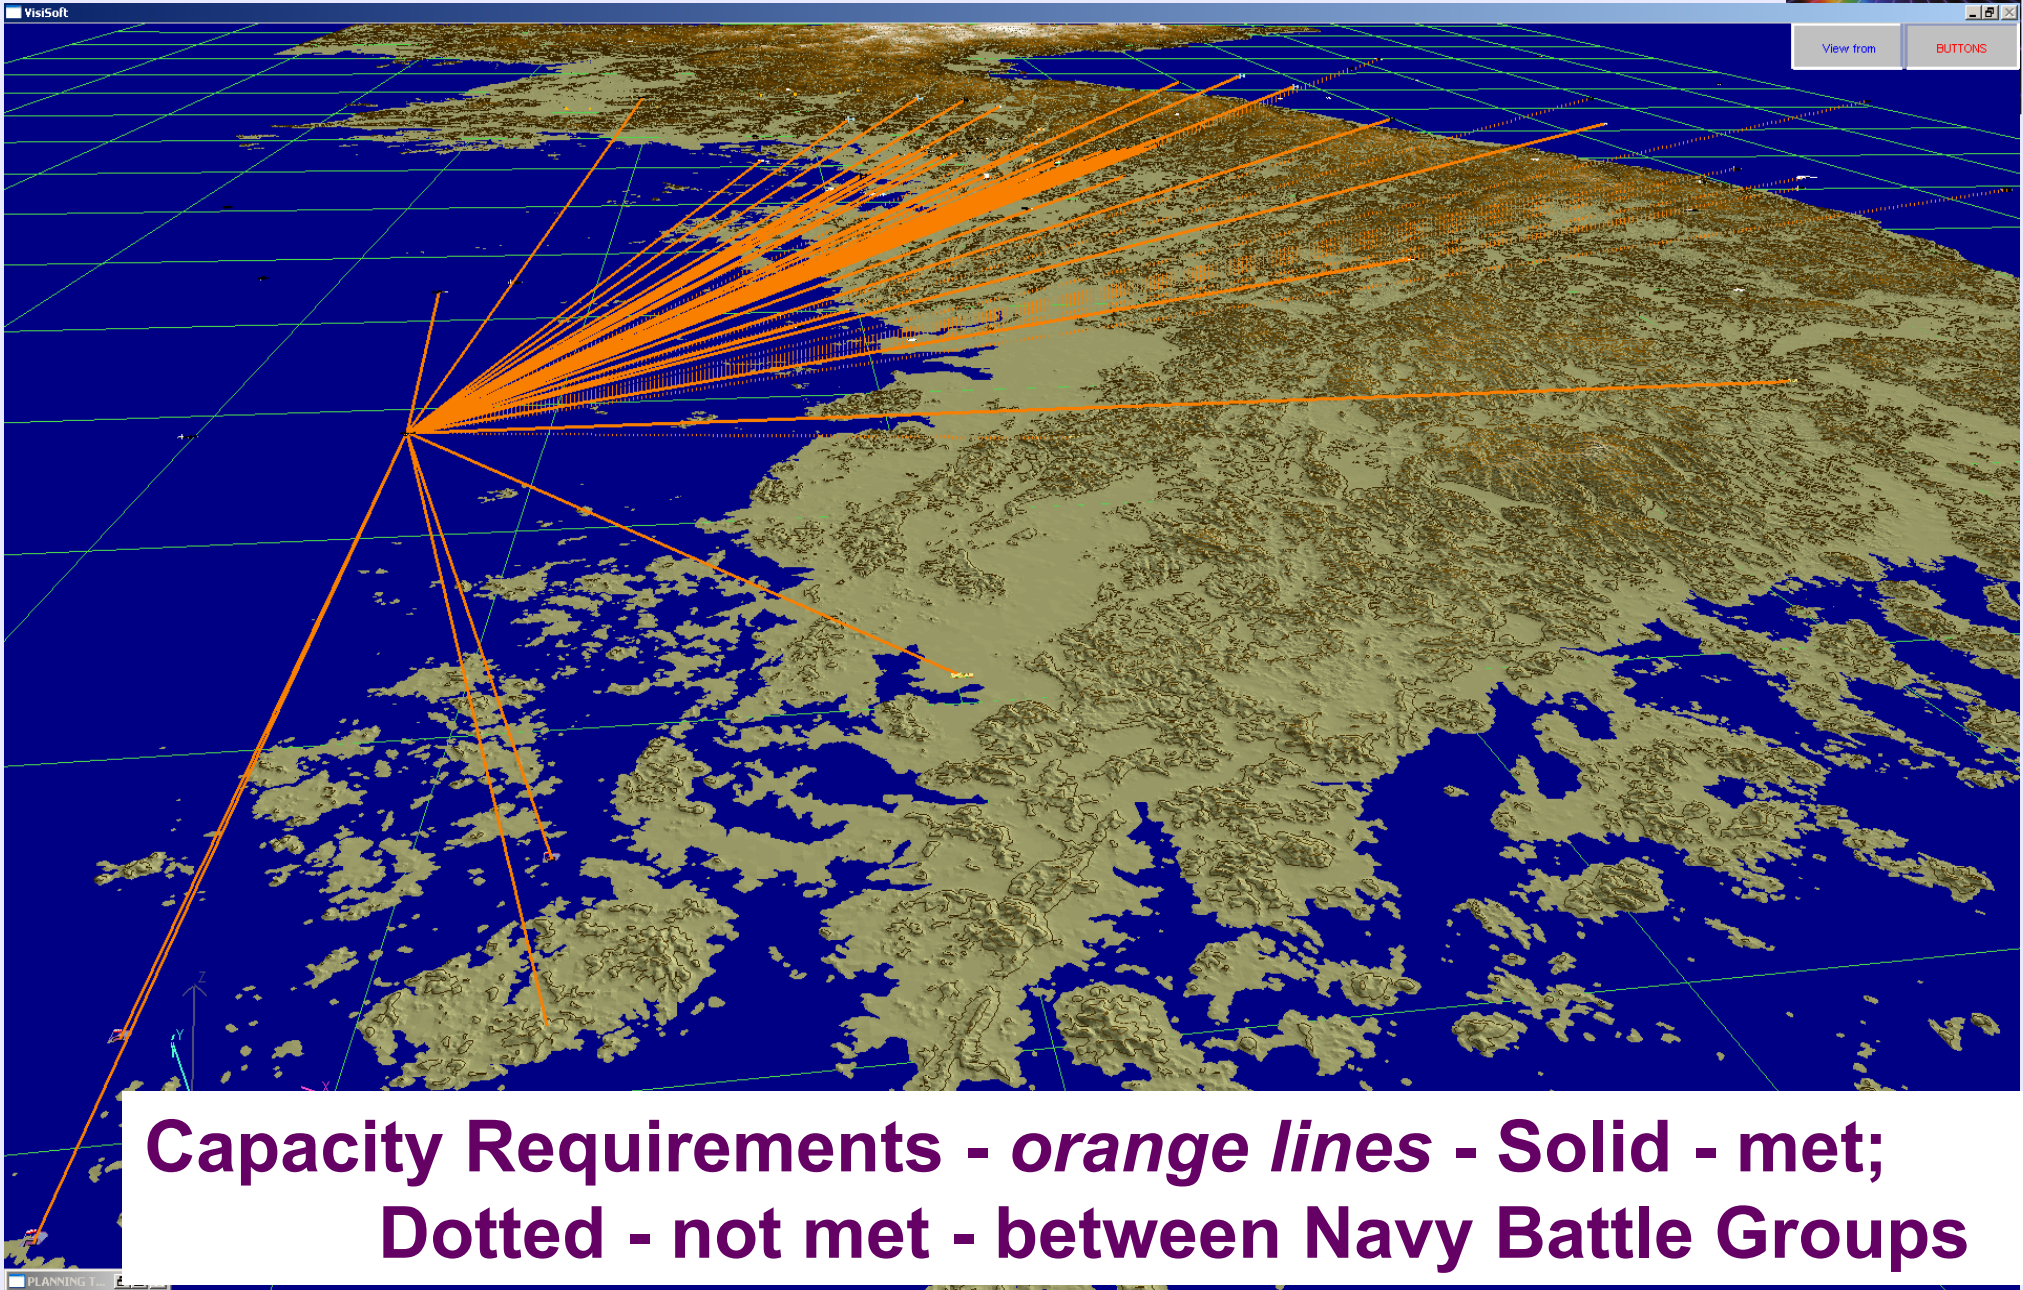 VisiSoft
View from
BUTTONS
Z
Y
X
Capacity Requirements - orange lines - Solid - met;
Dotted - not met - between Navy Battle Groups
PLANNING T...